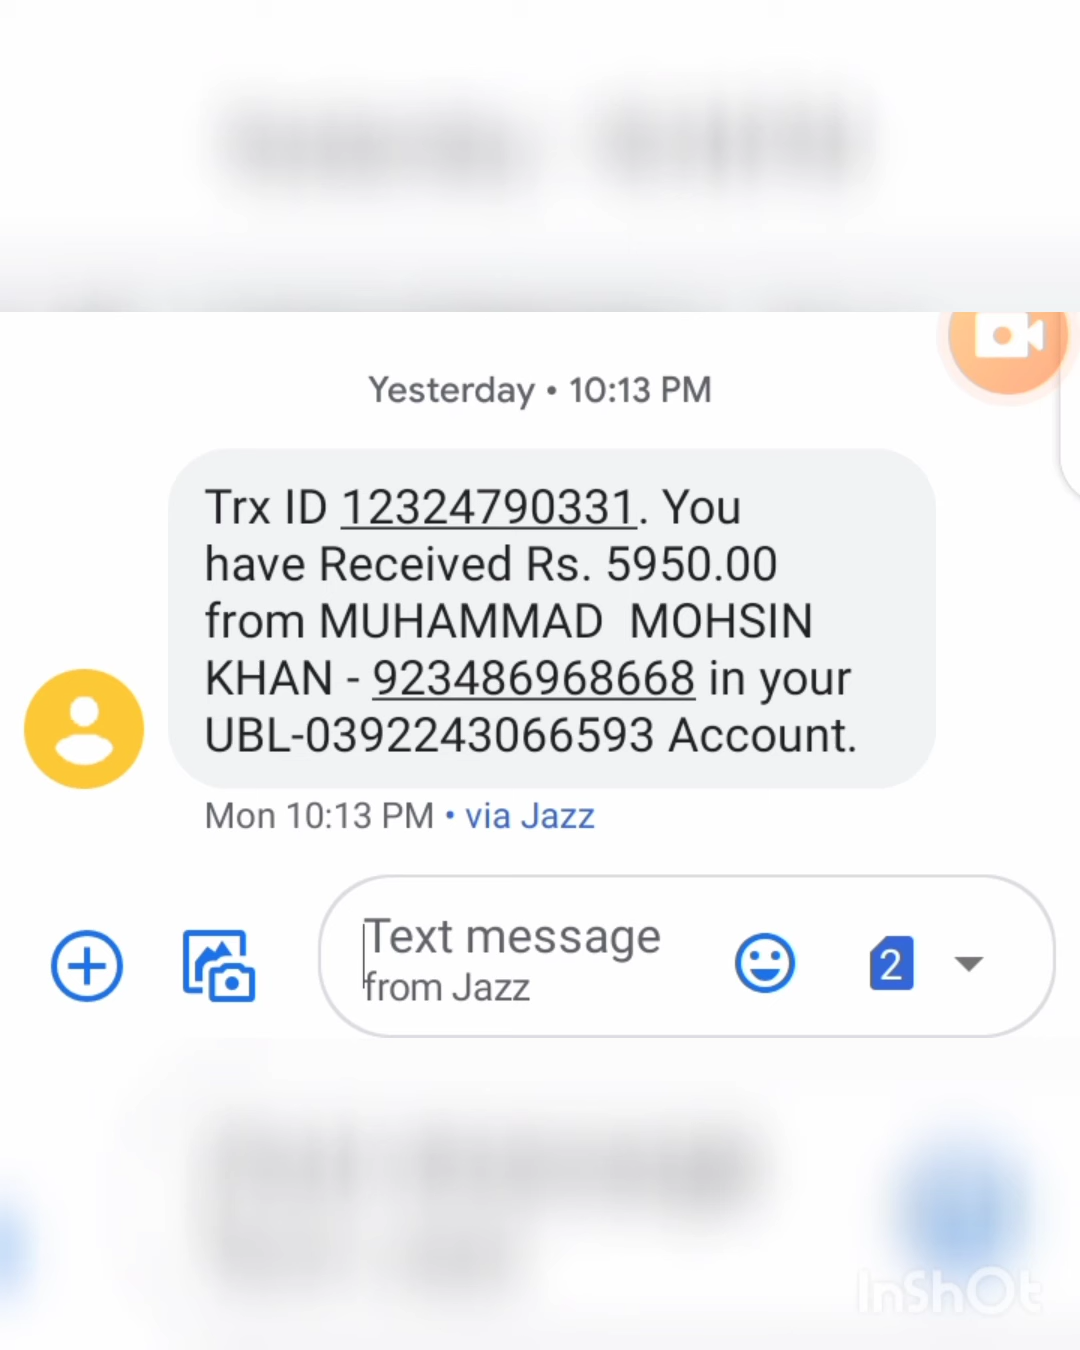 Yesterday • 10:13 PM
Trx ID 12324790331. You
have Received Rs. 5950.00
from MUHAMMAD  MOHSIN
KHAN - 923486968668 in your
UBL-0392243066593 Account.
Mon 10:13 PM • via Jazz
Text message
from Jazz
2
InShOt